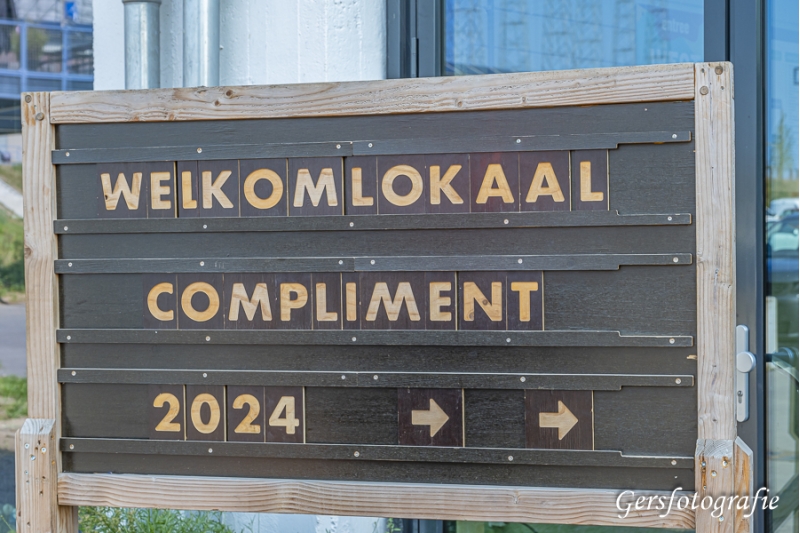 WELKOMLOKAAL
COMPLIMENT
2024 → →
Gersfotografie